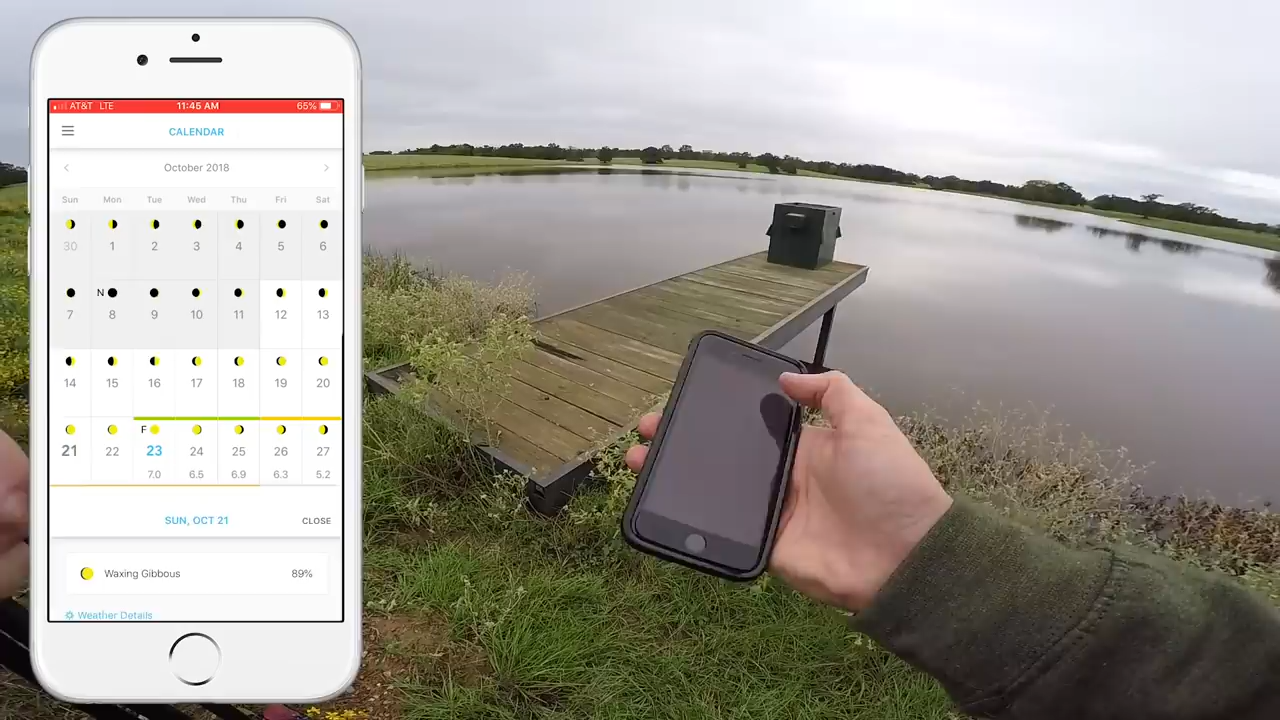 AT&T LTE 11:45 AM 65%
CALENDAR
October 2018
Sun Mon Tue Wed Thu Fri Sat
30 1 2 3 4 5 6
N
7 8 9 10 11 12 13
14 15 16 17 18 19 20
F
21 22 23 24 25 26 27
7.0 6.5 6.9 6.3 5.2
SUN, OCT 21 CLOSE
Waxing Gibbous 89%
Weather Details